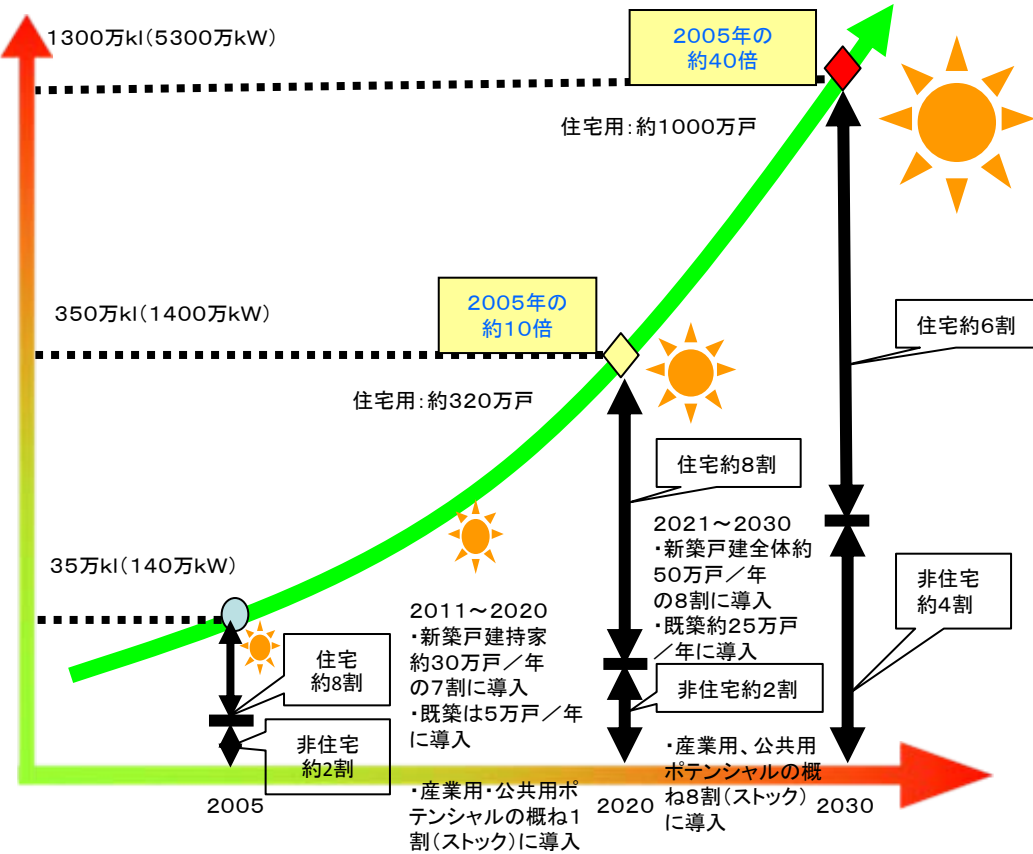 1300万kl(5300万kW)
2005年の
約40倍
住宅用：約1000万戸
350万kl(1400万kW)
2005年の
約10倍
住宅用：約320万戸
住宅約6割
住宅約8割
35万kl(140万kW)
2021～2030
・新築戸建全体約
50万戸／年
の8割に導入
・既築約25万戸
／年に導入
非住宅
約4割
2011～2020
・新築戸建持家
約30万戸／年
の7割に導入
・既築は5万戸／年
に導入
住宅
約8割
非住宅約2割
非住宅
約2割
・産業用、公共用
ポテンシャルの概
ね8割(ストック)
に導入
・産業用・公共用ポ
テンシャルの概ね1
割(ストック)に導入
2005
2020
2030